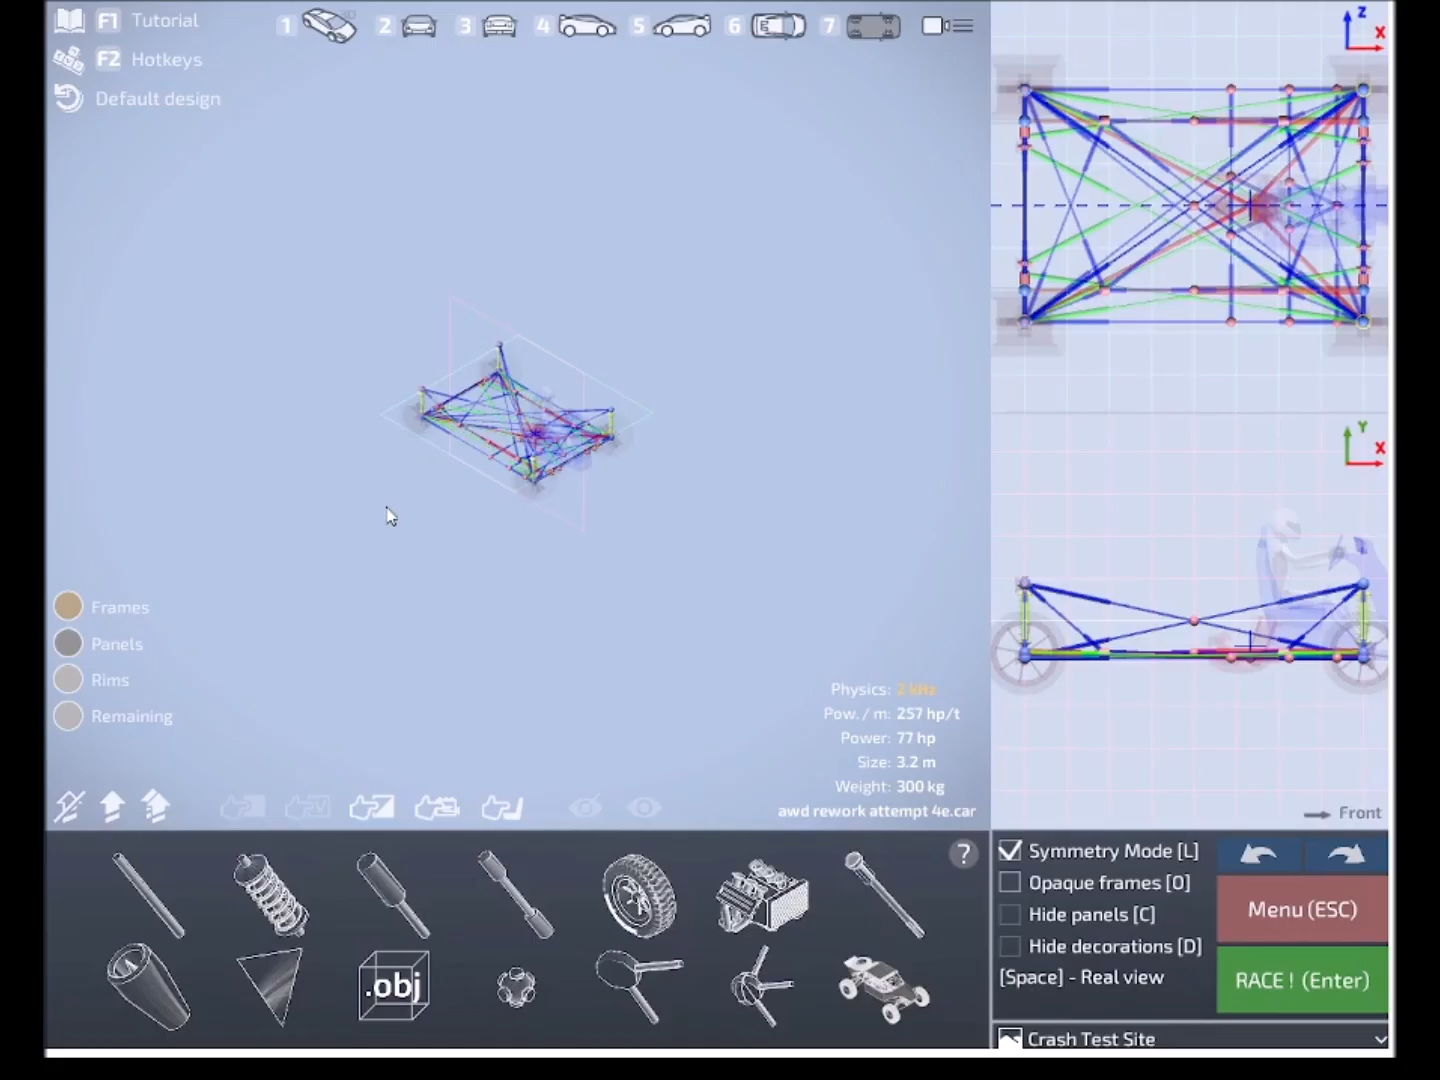 F1 Tutorial
F2 Hotkeys
Default design
1 2 3 4 5 6 7
Z
X
Y
X
Frames
Panels
Rims
Remaining
Physics: 2 kHz
Pow. / m: 257 hp/t
Power: 77 hp
Size: 3.2 m
Weight: 300 kg
awd rework attempt 4e.car
Front
?
.obj
Symmetry Mode [L]
Opaque frames [O]
Hide panels [C]
Hide decorations [D]
[Space] - Real view
Menu (ESC)
RACE ! (Enter)
Crash Test Site